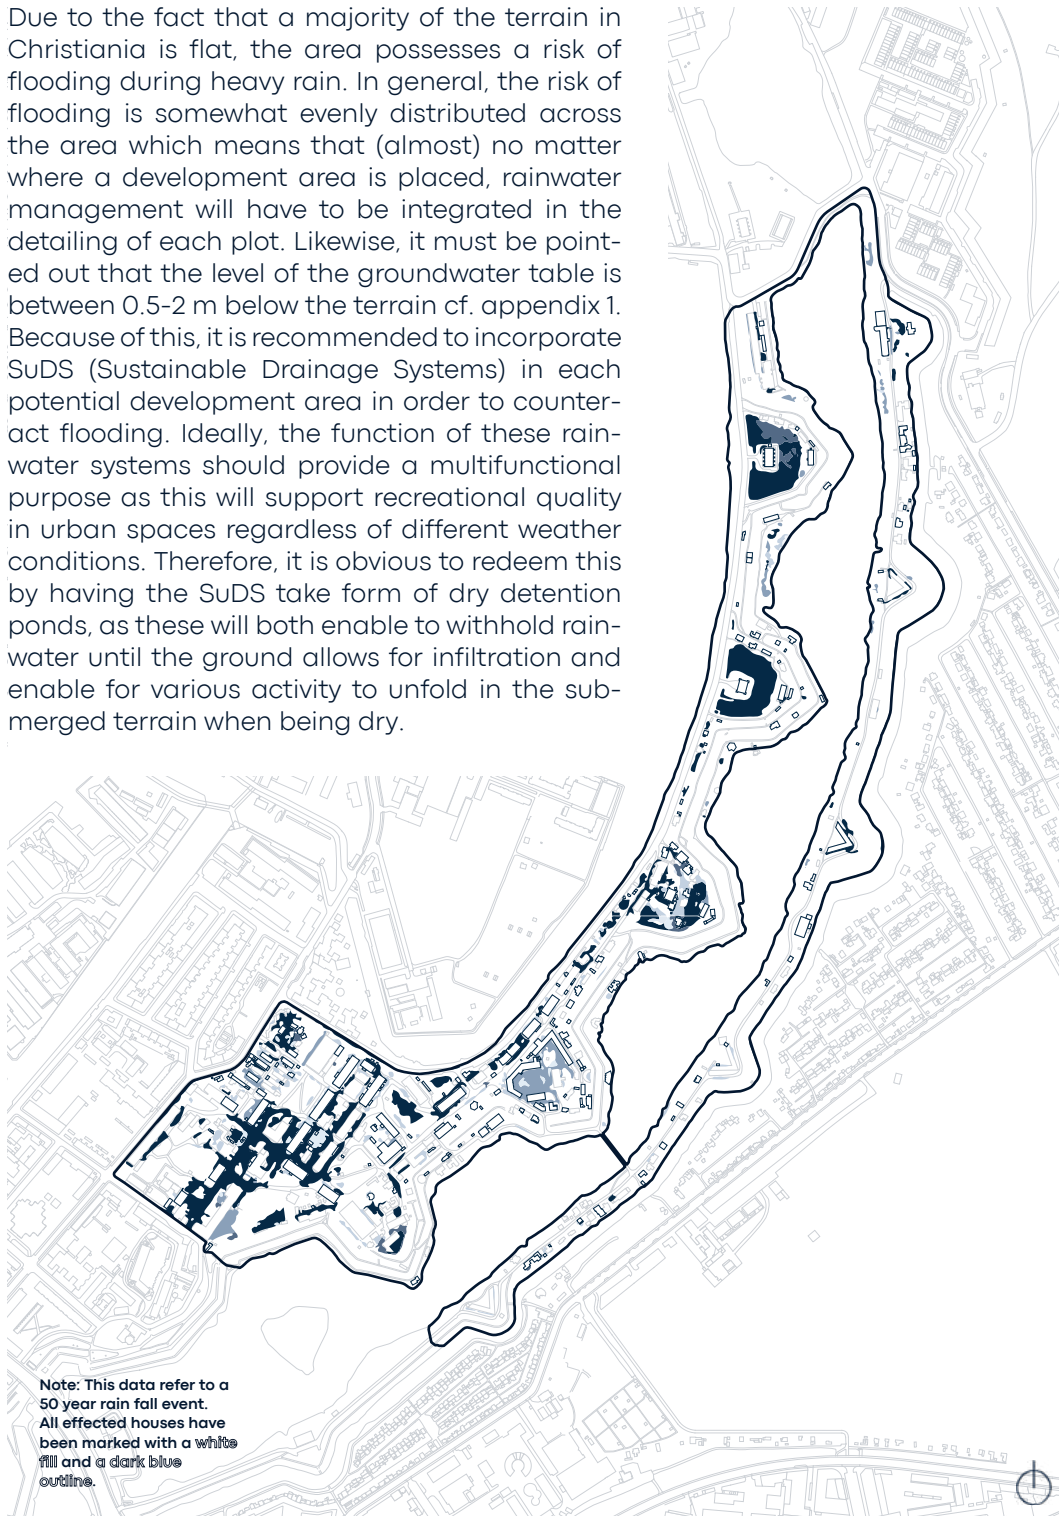 Due to the fact that a majority of the terrain in
Christiania is flat, the area possesses a risk of
flooding during heavy rain. In general, the risk of
flooding is somewhat evenly distributed across
the area which means that (almost) no matter
where a development area is placed, rainwater
management will have to be integrated in the
detailing of each plot. Likewise, it must be point-
ed out that the level of the groundwater table is
between 0.5-2 m below the terrain cf. appendix 1.
Because of this, it is recommended to incorporate
SuDS (Sustainable Drainage Systems) in each
potential development area in order to counter-
act flooding. Ideally, the function of these rain-
water systems should provide a multifunctional
purpose as this will support recreational quality
in urban spaces regardless of different weather
conditions. Therefore, it is obvious to redeem this
by having the SuDS take form of dry detention
ponds, as these will both enable to withhold rain-
water until the ground allows for infiltration and
enable for various activity to unfold in the sub-
merged terrain when being dry.
Note: This data refer to a
50 year rain fall event.
All effected houses have
been marked with a white
fill and a dark blue
outline.